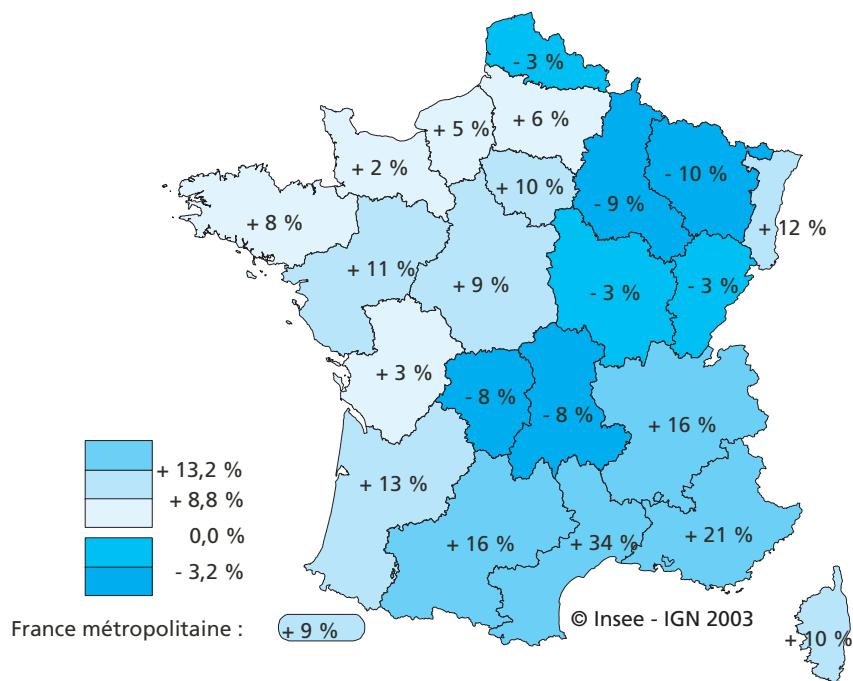 - 3 %
+ 5 %
+ 6 %
+ 2 %
+ 10 %
- 10 %
- 9 %
+ 8 %
+ 12 %
+ 11 %
+ 9 %
- 3 %
- 3 %
+ 3 %
- 8 %
- 8 %
+ 16 %
+ 13 %
+ 16 %
+ 34 %
+ 21 %
+ 10 %
+ 13,2 %
+ 8,8 %
0,0 %
- 3,2 %
France métropolitaine :
+ 9 %
© Insee - IGN 2003